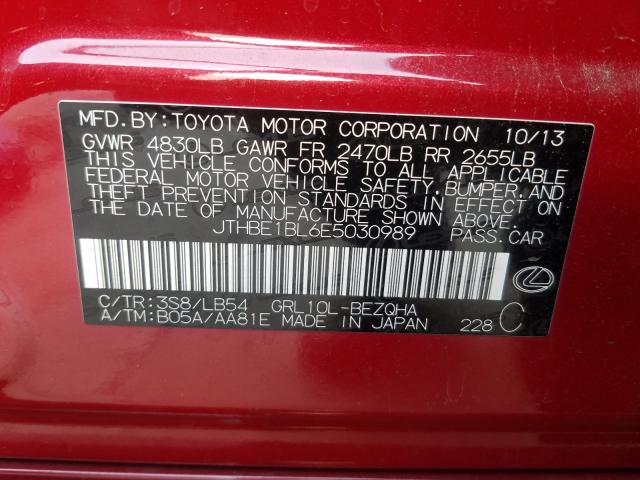 MFD.BY:TOYOTA MOTOR CORPORATION 10/13
GVWR 4830LB GAWR FR 2470LB RR 2655LB
THIS VEHICLE CONFORMS TO ALL APPLICABLE
FEDERAL MOTOR VEHICLE SAFETY,BUMPER,AND
THEFT PREVENTION STANDARDS IN EFFECT ON
THE DATE OF MANUFACTURE SHOWN ABOVE.
JTHBE1BL6E5030989 PASS.CAR
C/TR:3S8/LB54 GRL10L-BEZQHA
A/TM:B05A/AA81E MADE IN JAPAN 228 C